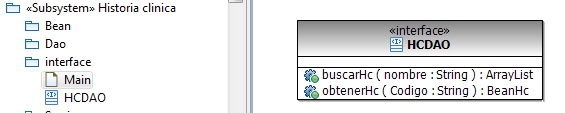 «Subsystem» Historia clinica
Bean
Dao
interface
Main
HCDAO
«interface»
HCDAO
buscarHc ( nombre : String ) : ArrayList
obtenerHc ( Codigo : String ) : BeanHc